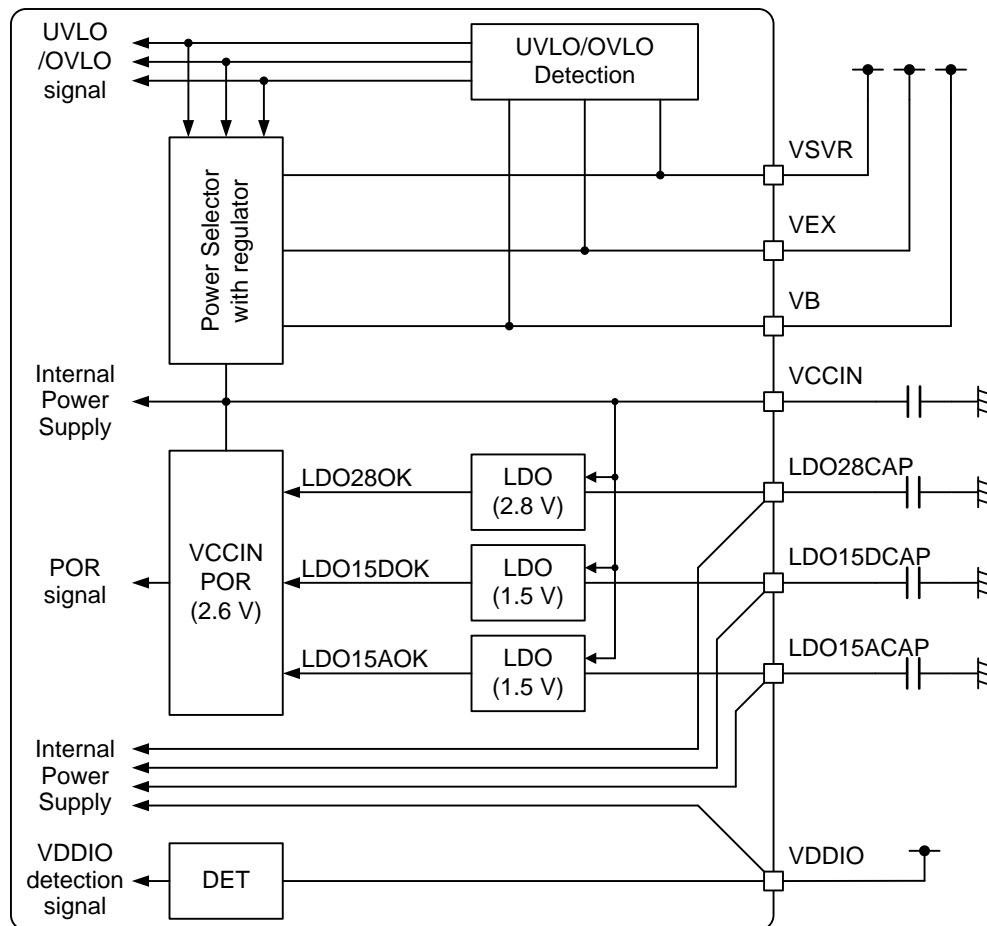 UVLO
/OVLO
signal
UVLO/OVLO
Detection
VSVR
Power Selector
with regulator
VEX
VB
Internal
Power
Supply
VCCIN
LDO28OK
LDO
(2.8 V)
LDO28CAP
VCCIN
POR
(2.6 V)
POR
signal
LDO15DOK
LDO
(1.5 V)
LDO15DCAP
LDO15AOK
LDO
(1.5 V)
LDO15ACAP
Internal
Power
Supply
VDDIO
detection
signal
DET
VDDIO